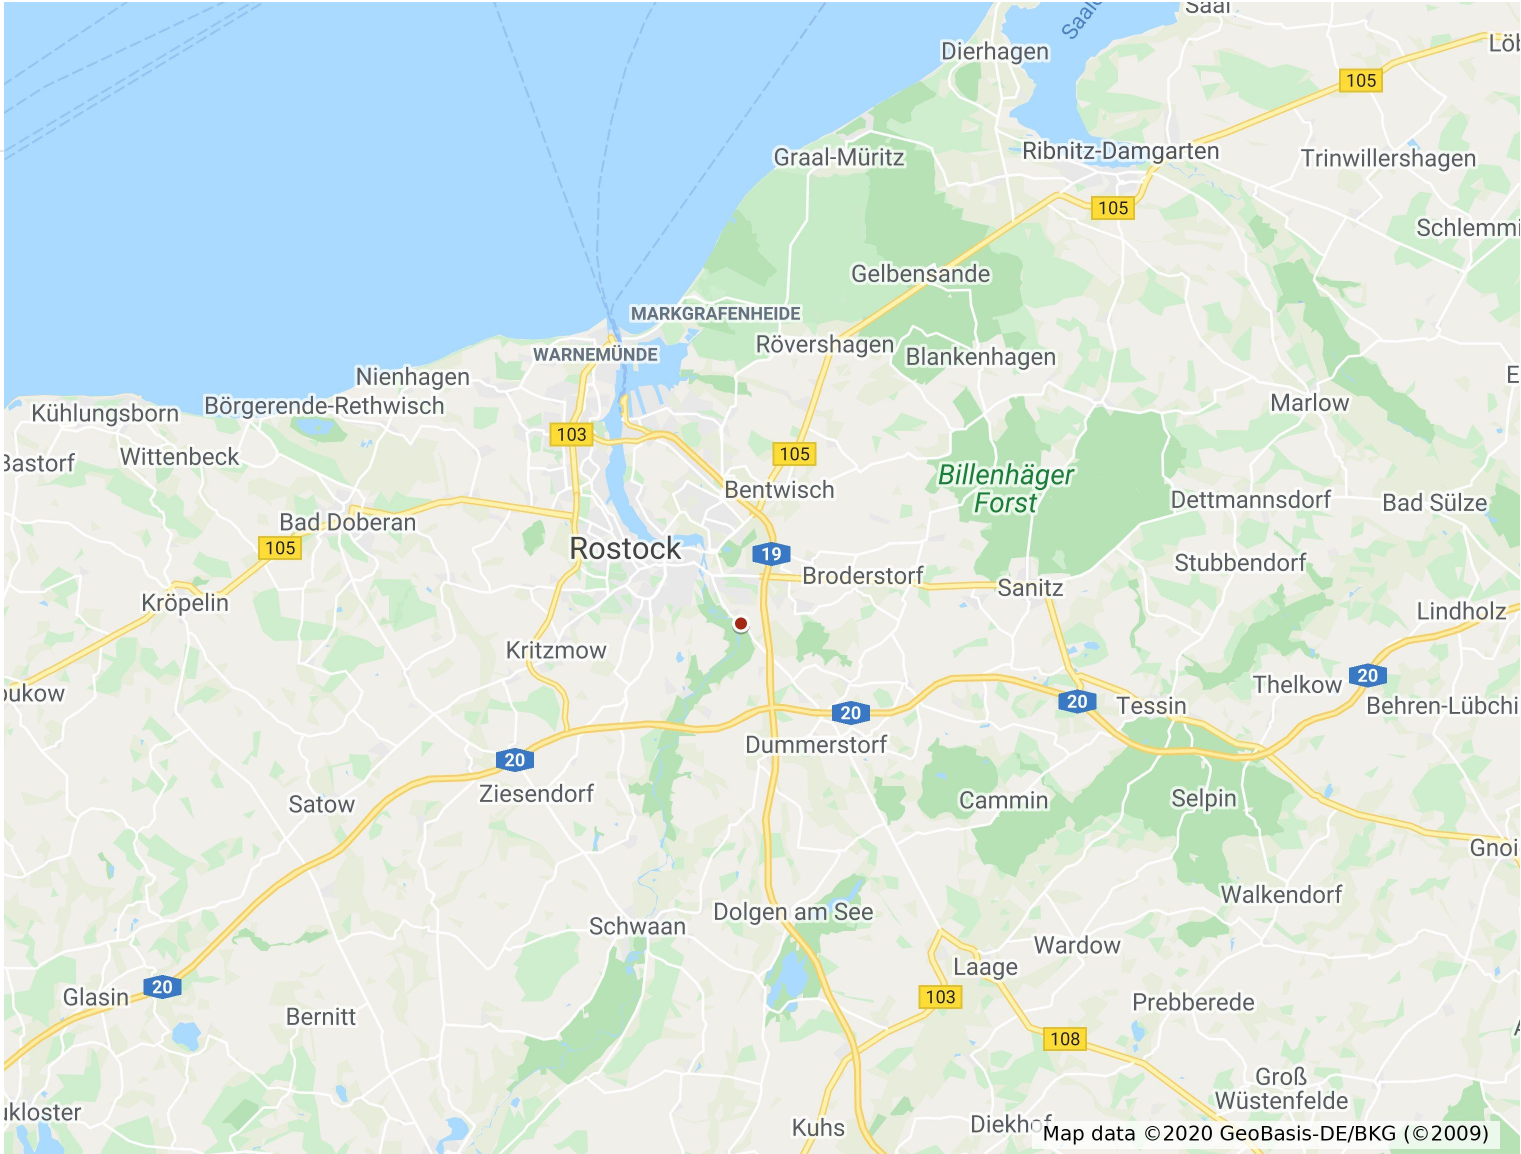 Saal
Dierhagen
Löb
105
Graal-Müritz
Ribnitz-Damgarten
Trinwillershagen
105
Schlemmi
Gelbensande
MARKGRAFENHEIDE
WARNEMÜNDE
Rövershagen
Blankenhagen
Nienhagen
E
Kühlungsborn
Börgerende-Rethwisch
Marlow
103
Bastorf
Wittenbeck
105
Billenhäger
Forst
Bentwisch
Dettmannsdorf
Bad Sülze
Bad Doberan
105
Rostock
19
Stubbendorf
Broderstorf
Sanitz
Kröpelin
Lindholz
Kritzmow
20
Thelkow
oukow
20
Tessin
Behren-Lübchi
20
Dummerstorf
20
Ziesendorf
Satow
Cammin
Selpin
Gnoi
Walkendorf
Dolgen am See
Schwaan
Wardow
Laage
20
Glasin
103
Prebberede
Bernitt
108
Groß
Wüstenfelde
ukloster
Kuhs
Diekhof
Map data ©2020 GeoBasis-DE/BKG (©2009)